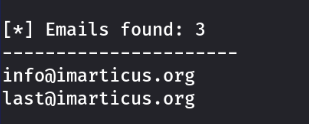 [*] Emails found: 3
----------------------
info@imarticus.org
last@imarticus.org